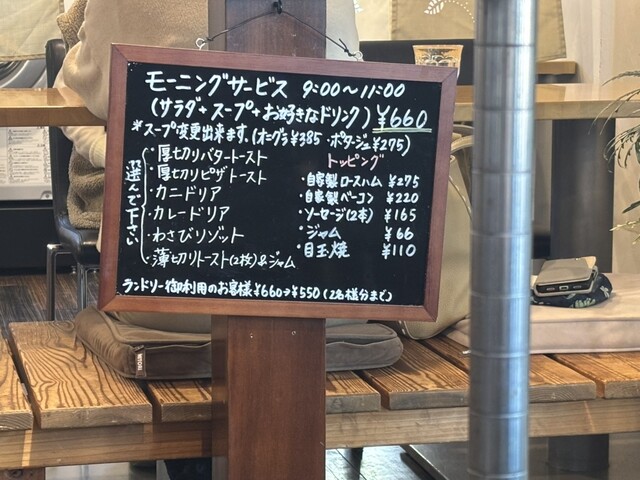 モーニングサービス 9:00〜11:00
(サラダ+スープ+お好きなドリンク) ¥660
*スープ変更出来ます。(オニグラ¥385・ポタージュ¥275)
選んで下さい
・厚切りバタートースト
・厚切りピザトースト
・カニドリア
・カレードリア
・わさびリゾット
・薄切りトースト(2枚)&ジャム
トッピング
・自家製ロースハム ¥275
・自家製ベーコン ¥220
・ソーセージ(2本) ¥165
・ジャム ¥66
・目玉焼 ¥110
ランドリー御利用のお客様¥660→¥550(2名様分まで)